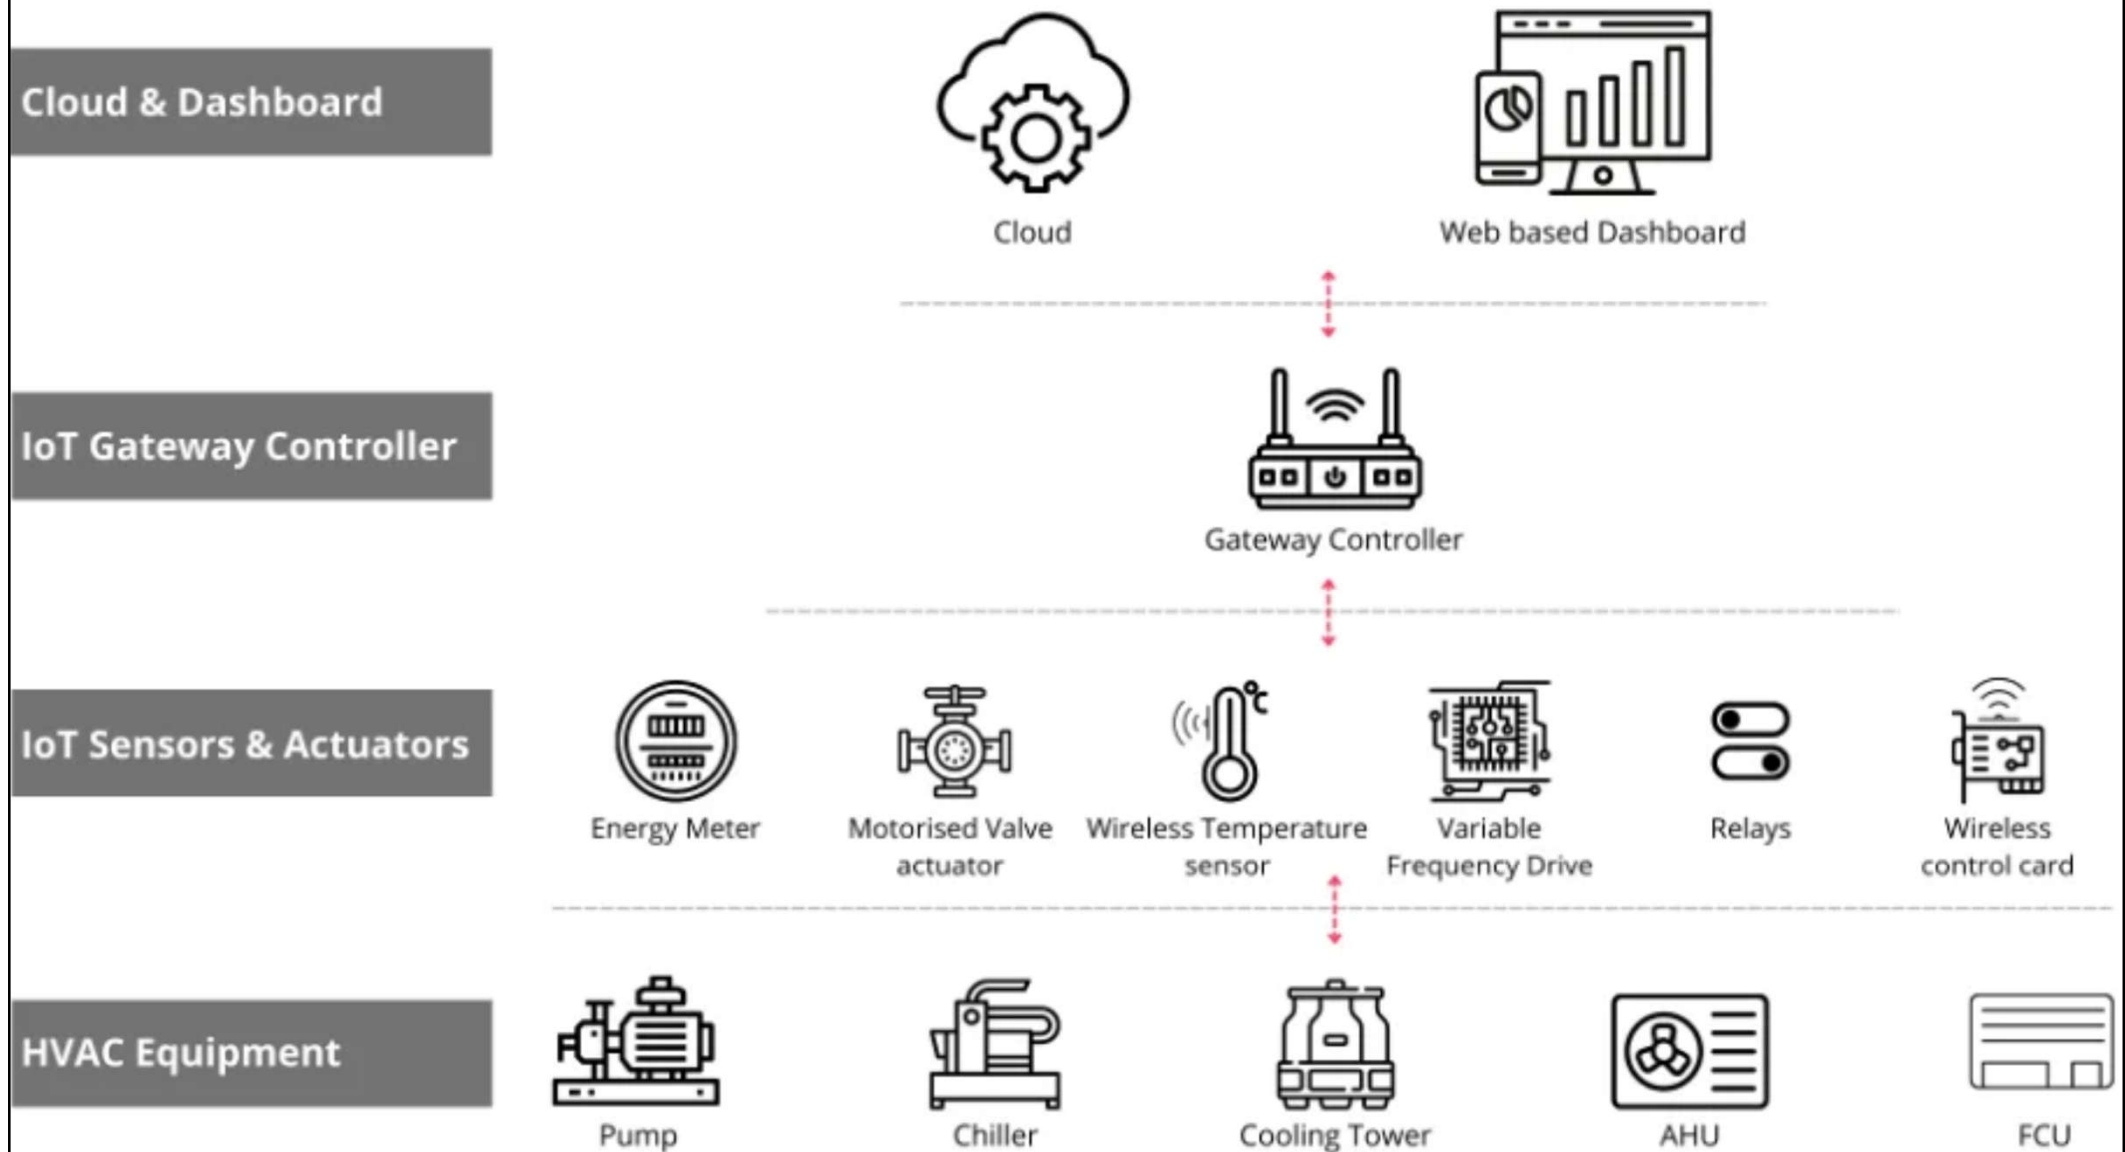 Cloud & Dashboard
Cloud
Web based Dashboard
IoT Gateway Controller
Gateway Controller
IoT Sensors & Actuators
Energy Meter
Motorised Valve
actuator
Wireless Temperature
sensor
Variable
Frequency Drive
Relays
Wireless
control card
°C
HVAC Equipment
Pump
Chiller
Cooling Tower
AHU
FCU